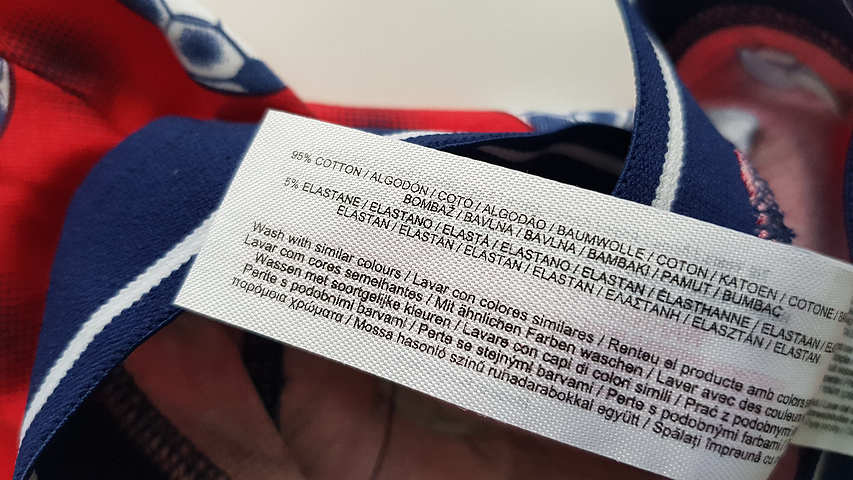 95% COTTON / ALGODÓN / COTÓ / ALGODÃO / BAUMWOLLE / COTON / KATOEN / COTONE /
BOMBAŽ / BAVLNA / BAVLNA / BAMBAKI / PAMUT / BUMBAC
5% ELASTANE / ELASTANO / ELASTÀ / ELASTANO / ELASTAN / ÉLASTHANNE / ELASTAAN /
ELASTAN / ELASTAN / ELASTAN / ELASTAN / ΕΛΑΣΤΑΝΗ / ELASZTÁN / ELASTAN
Wash with similar colours / Lavar con colores similares / Renteu el producte amb colors
Lavar com cores semelhantes / Mit ähnlichen Farben waschen / Laver avec des couleurs
Wassen met soortgelijke kleuren / Lavare con capi di colori simili / Prać z podobnymi
Perite s podobnimi barvami / Perte se stejnými barvami / Perte s podobnými farbami /
παρόμοια χρώματα / Mossa hasonló színű ruhadarabokkal együtt / Spălați împreună cu